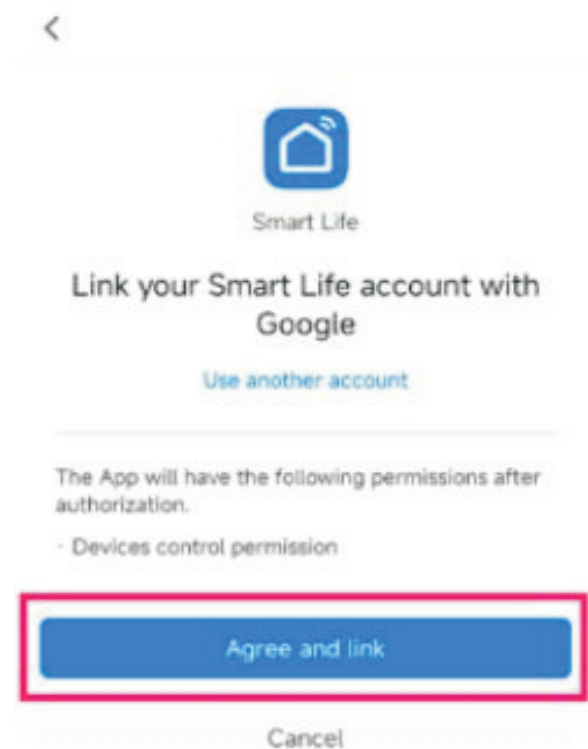 Smart Life
Link your Smart Life account with
Google
Use another account
The App will have the following permissions after
authorization.
· Devices control permission
Agree and link
Cancel